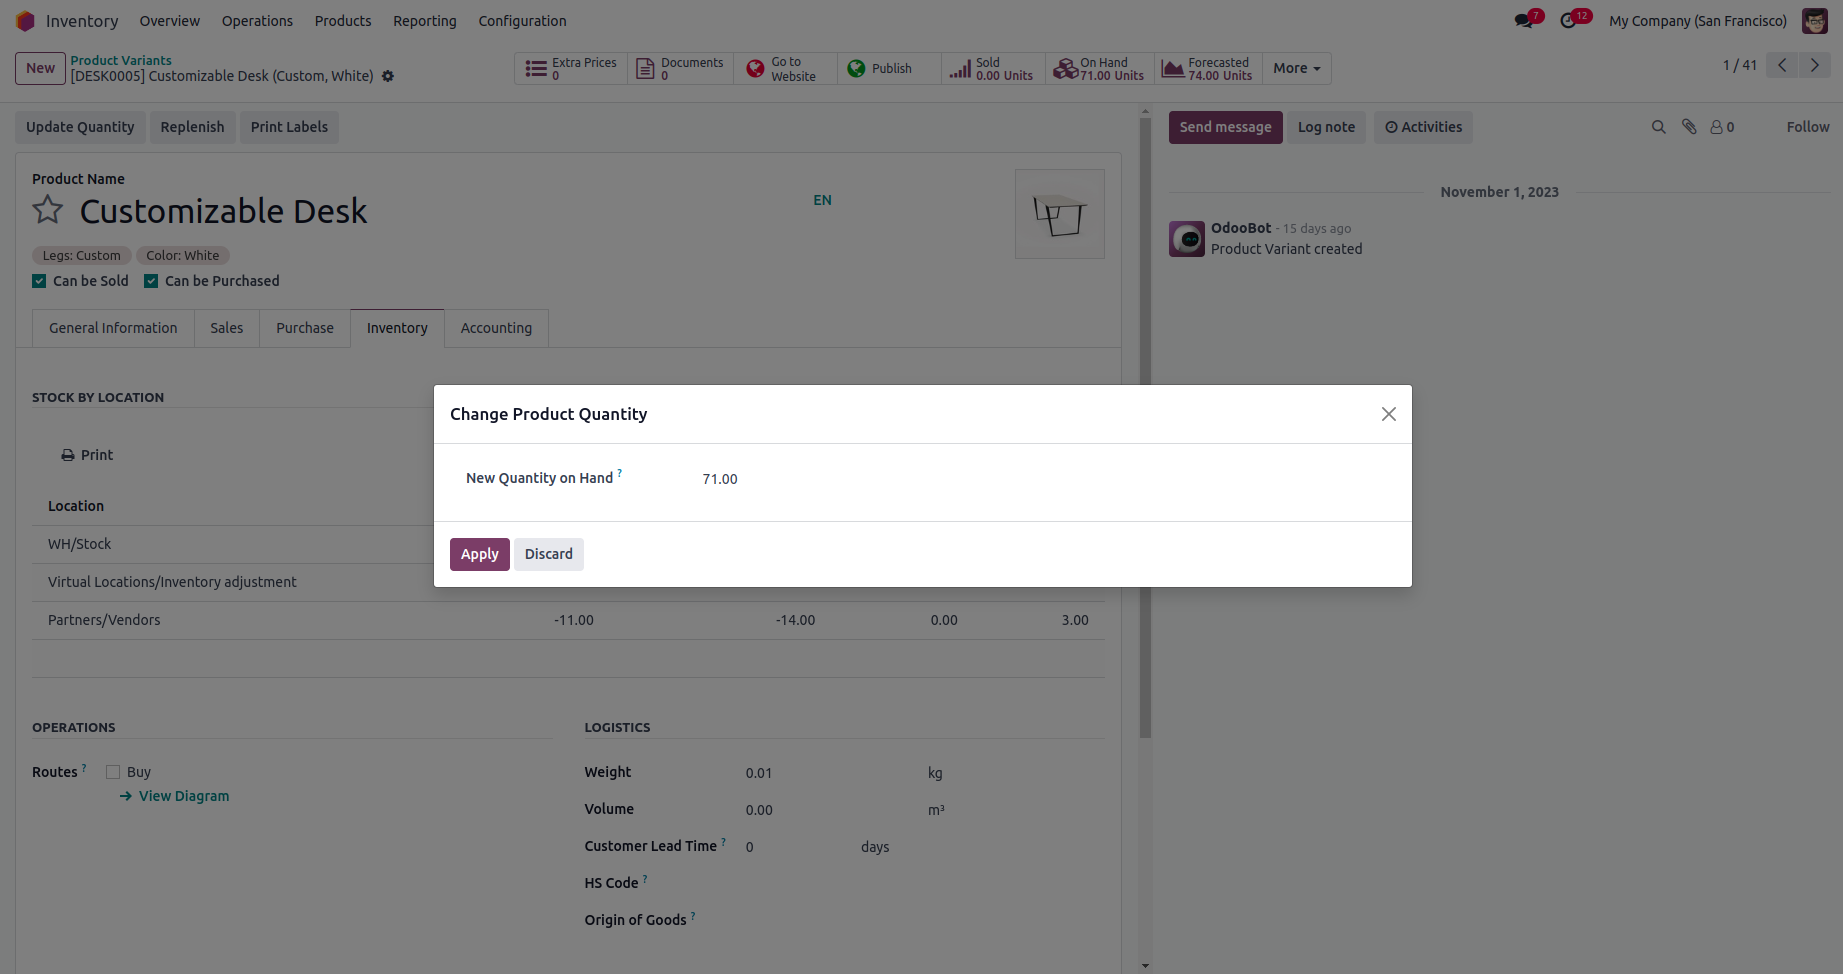 Inventory Overview Operations Products Reporting Configuration 7 12 My Company (San Francisco)
New
Product Variants
[DESK0005] Customizable Desk (Custom, White)
Extra Prices
0
Documents
0
Go to
Website
Publish
Sold
0.00 Units
On Hand
71.00 Units
Forecasted
74.00 Units
More
1 / 41
Update Quantity Replenish Print Labels
Send message Log note Activities 0 Follow
Product Name
Customizable Desk EN
Legs: Custom Color: White
Can be Sold Can be Purchased
General Information Sales Purchase Inventory Accounting
November 1, 2023
OdooBot - 15 days ago
Product Variant created
STOCK BY LOCATION
Print
Location
WH/Stock
Virtual Locations/Inventory adjustment
Partners/Vendors -11.00 -14.00 0.00 3.00
Change Product Quantity
New Quantity on Hand ? 71.00
Apply Discard
OPERATIONS
Routes ? Buy
View Diagram
LOGISTICS
Weight 0.01 kg
Volume 0.00 m³
Customer Lead Time ? 0 days
HS Code ?
Origin of Goods ?